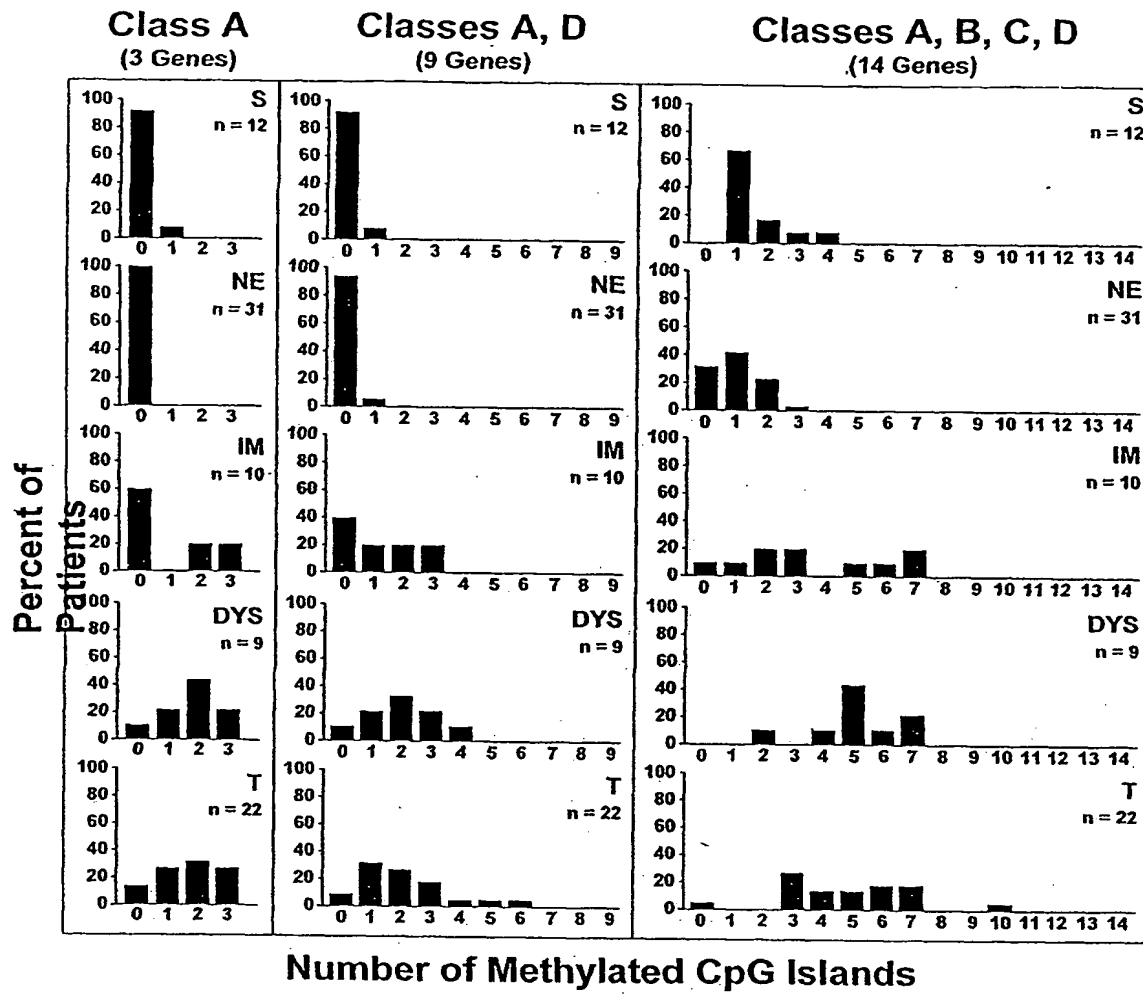 Class A
(3 Genes)
Classes A, D
(9 Genes)
Classes A, B, C, D
(14 Genes)
Percent of
Patients
100
80
60
40
20
0
S
n = 12
0 1 2 3
100
80
60
40
20
0
S
n = 12
0 1 2 3 4 5 6 7 8 9
100
80
60
40
20
0
S
n = 12
0 1 2 3 4 5 6 7 8 9 10 11 12 13 14
100
80
60
40
20
0
NE
n = 31
0 1 2 3
100
80
60
40
20
0
NE
n = 31
0 1 2 3 4 5 6 7 8 9
100
80
60
40
20
0
NE
n = 31
0 1 2 3 4 5 6 7 8 9 10 11 12 13 14
100
80
60
40
20
0
IM
n = 10
0 1 2 3
100
80
60
40
20
0
IM
n = 10
0 1 2 3 4 5 6 7 8 9
100
80
60
40
20
0
IM
n = 10
0 1 2 3 4 5 6 7 8 9 10 11 12 13 14
100
80
60
40
20
0
DYS
n = 9
0 1 2 3
100
80
60
40
20
0
DYS
n = 9
0 1 2 3 4 5 6 7 8 9
100
80
60
40
20
0
DYS
n = 9
0 1 2 3 4 5 6 7 8 9 10 11 12 13 14
100
80
60
40
20
0
T
n = 22
0 1 2 3
100
80
60
40
20
0
T
n = 22
0 1 2 3 4 5 6 7 8 9
100
80
60
40
20
0
T
n = 22
0 1 2 3 4 5 6 7 8 9 10 11 12 13 14
Number of Methylated CpG Islands